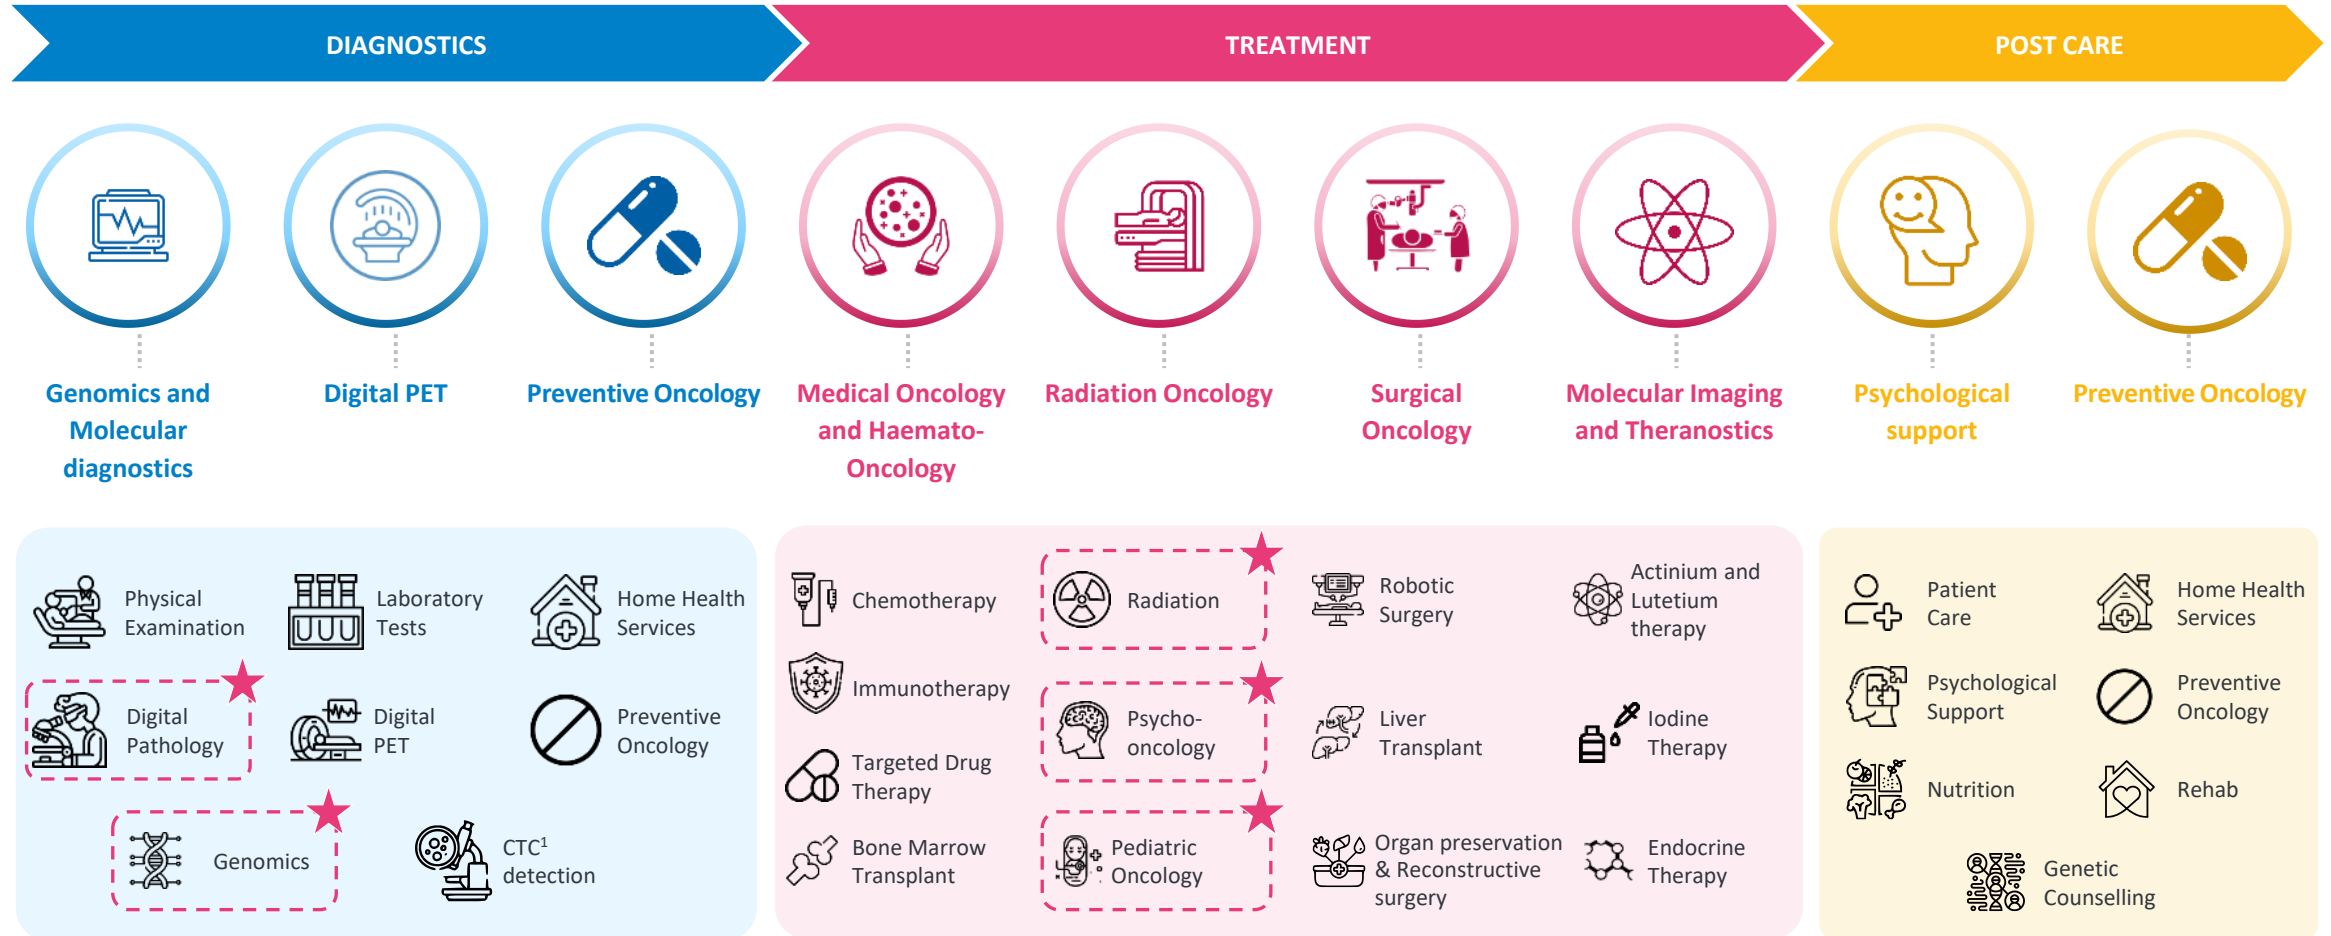 DIAGNOSTICS
TREATMENT
POST CARE
Genomics and
Molecular
diagnostics
Digital PET
Preventive Oncology
Medical Oncology
and Haemato-
Oncology
Radiation Oncology
Surgical
Oncology
Molecular Imaging
and Theranostics
Psychological
support
Preventive Oncology
Physical
Examination
Laboratory
Tests
Home Health
Services
Digital
Pathology
Digital
PET
Preventive
Oncology
Genomics
CTC¹
detection
Chemotherapy
Immunotherapy
Targeted Drug
Therapy
Bone Marrow
Transplant
Radiation
Psycho-
oncology
Pediatric
Oncology
Robotic
Surgery
Liver
Transplant
Organ preservation
& Reconstructive
surgery
Actinium and
Lutetium
therapy
Iodine
Therapy
Endocrine
Therapy
Patient
Care
Home Health
Services
Psychological
Support
Preventive
Oncology
Nutrition
Rehab
Genetic
Counselling